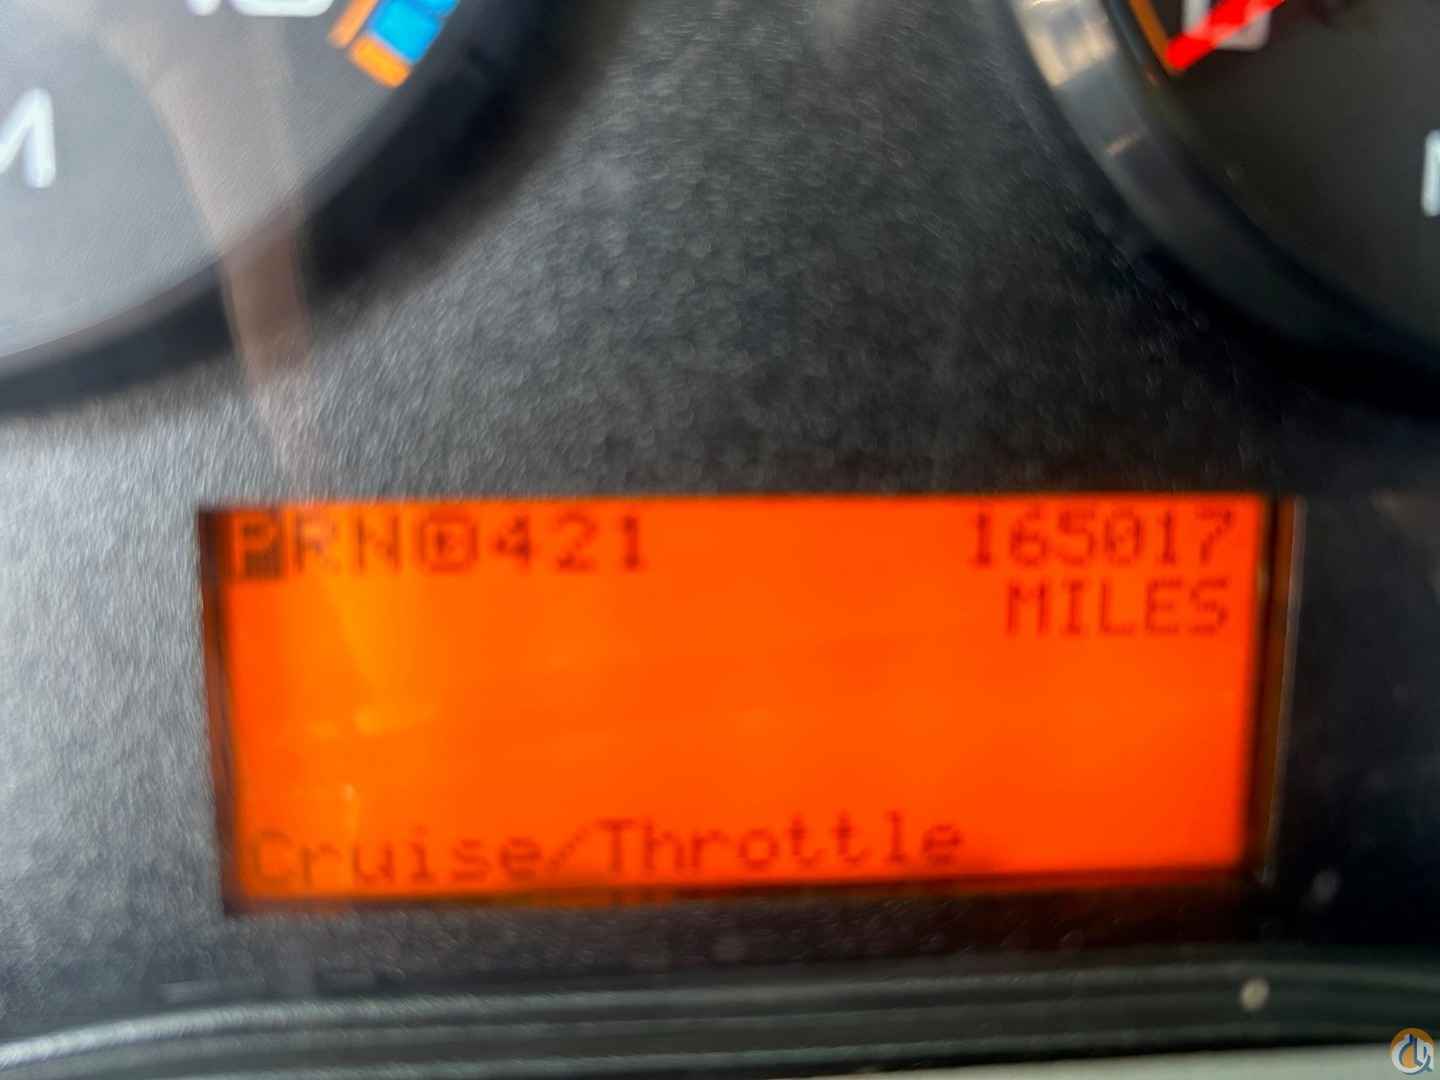 PRND421 165017
MILES
Cruise/Throttle